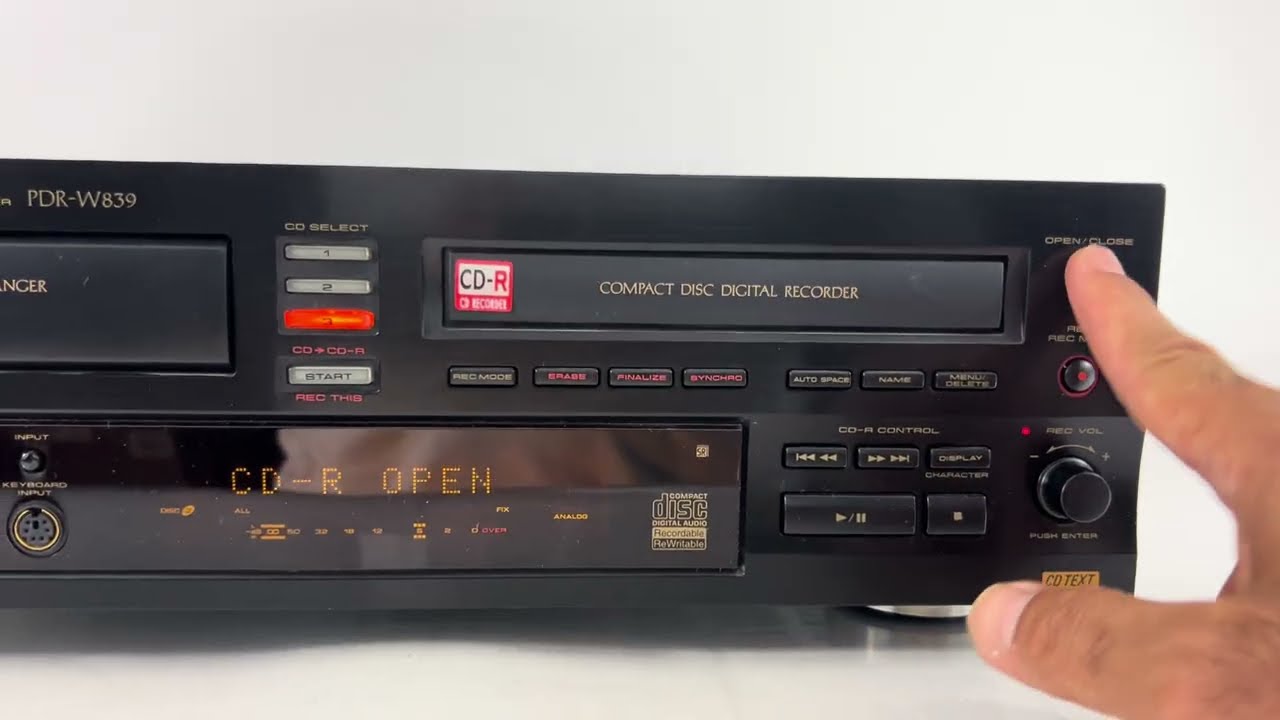 PDR-W839
ANGER
CD SELECT
1
2
3
CD→CD-R
START
REC THIS
CD-R
CD RECORDER
COMPACT DISC DIGITAL RECORDER
OPEN/CLOSE
REC MODE
ERASE
FINALIZE
SYNCHRO
AUTO SPACE
NAME
MENU/
DELETE
INPUT
KEYBOARD
INPUT
CD-R OPEN
DISC
ALL
FIX
ANALOG
-∞
50
32
18
12
6
2
0
OVER
COMPACT
disc
DIGITAL AUDIO
Recordable
ReWritable
CD-R CONTROL
DISPLAY
CHARACTER
REC VOL
- +
PUSH ENTER
CD TEXT